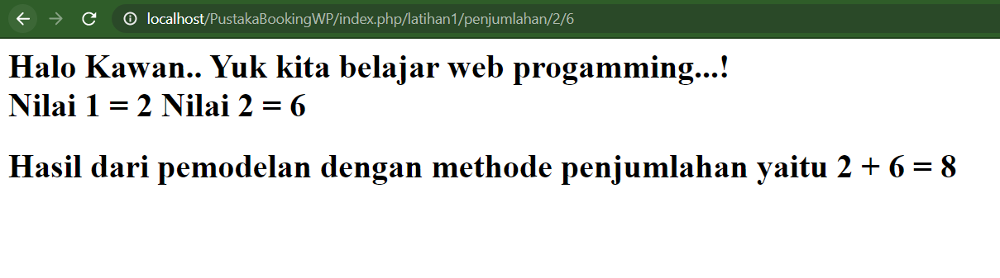 localhost/PustakaBookingWP/index.php/latihan1/penjumlahan/2/6
Halo Kawan.. Yuk kita belajar web progamming...!
Nilai 1 = 2 Nilai 2 = 6
Hasil dari pemodelan dengan methode penjumlahan yaitu 2 + 6 = 8